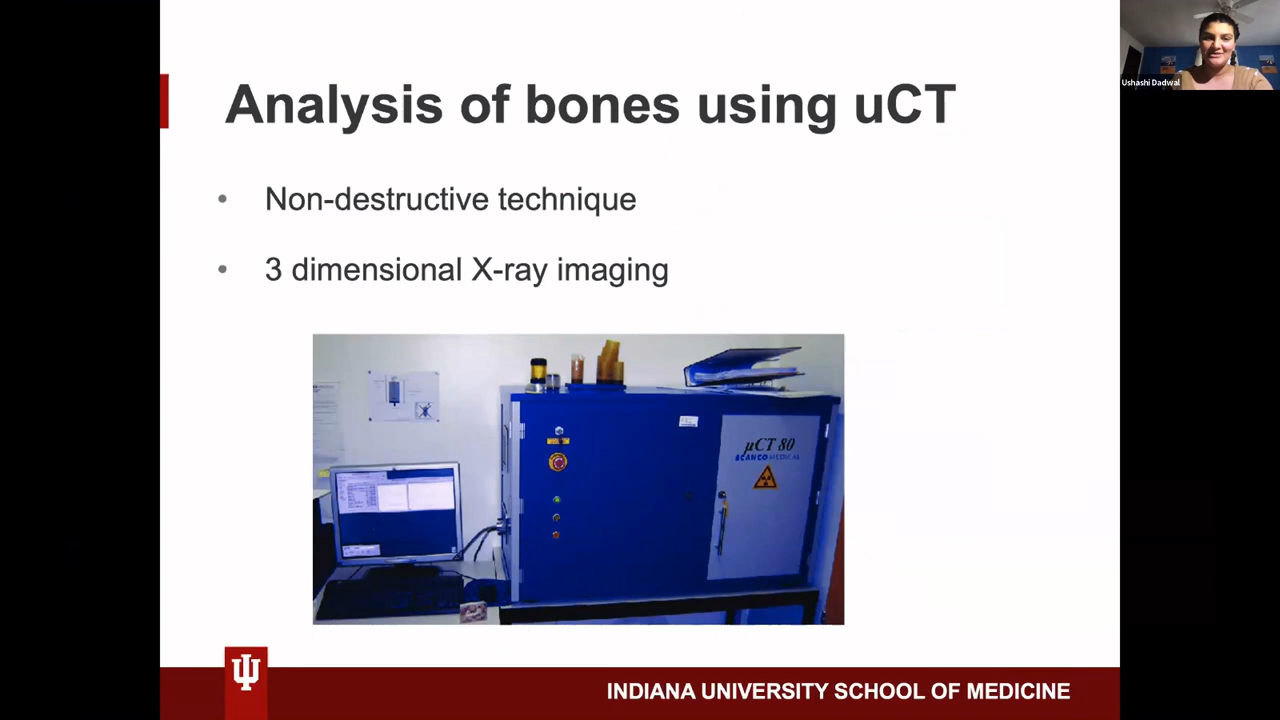 Analysis of bones using uCT
Ushashi Dadwal
• Non-destructive technique
• 3 dimensional X-ray imaging
µCT 80
SCANCO MEDICAL
INDIANA UNIVERSITY SCHOOL OF MEDICINE